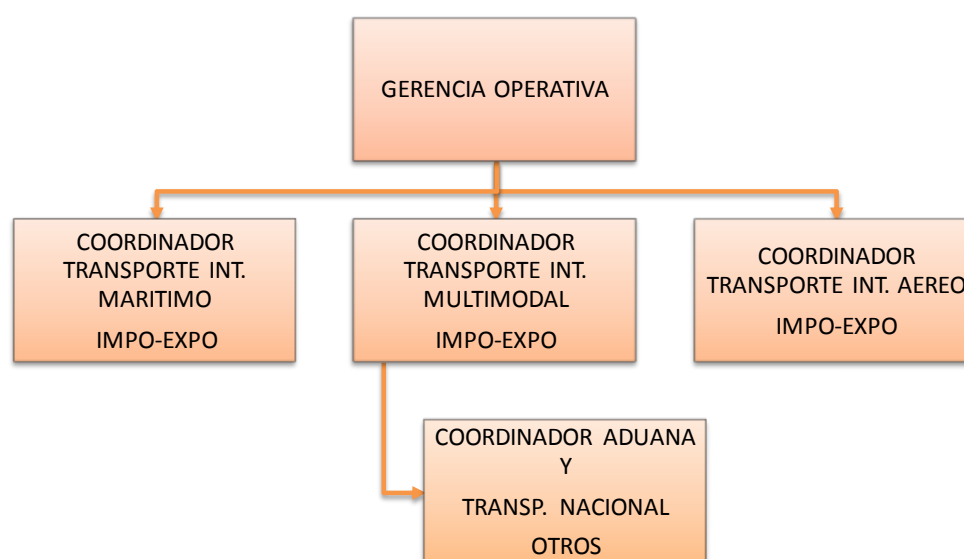 GERENCIA OPERATIVA
COORDINADOR
TRANSPORTE INT.
MARITIMO
IMPO-EXPO
COORDINADOR
TRANSPORTE INT.
MULTIMODAL
IMPO-EXPO
COORDINADOR
TRANSPORTE INT. AEREO
IMPO-EXPO
COORDINADOR ADUANA
Y
TRANSP. NACIONAL
OTROS